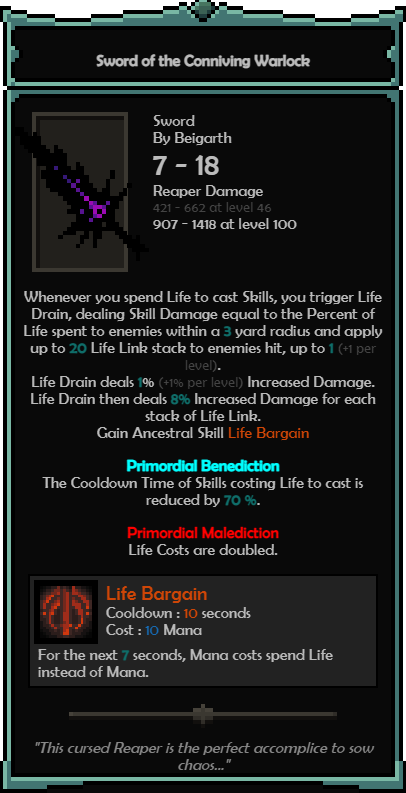 Sword of the Conniving Warlock
Sword
By Beigarth
7 - 18
Reaper Damage
421 - 662 at level 46
907 - 1418 at level 100
Whenever you spend Life to cast Skills, you trigger Life
Drain, dealing Skill Damage equal to the Percent of
Life spent to enemies within a 3 yard radius and apply
up to 20 Life Link stack to enemies hit, up to 1 (+1 per
level).
Life Drain deals 1% (+1% per level) Increased Damage.
Life Drain then deals 8% Increased Damage for each
stack of Life Link.
Gain Ancestral Skill Life Bargain
Primordial Benediction
The Cooldown Time of Skills costing Life to cast is
reduced by 70 %.
Primordial Malediction
Life Costs are doubled.
Life Bargain
Cooldown : 10 seconds
Cost : 10 Mana
For the next 7 seconds, Mana costs spend Life
instead of Mana.
"This cursed Reaper is the perfect accomplice to sow
chaos..."